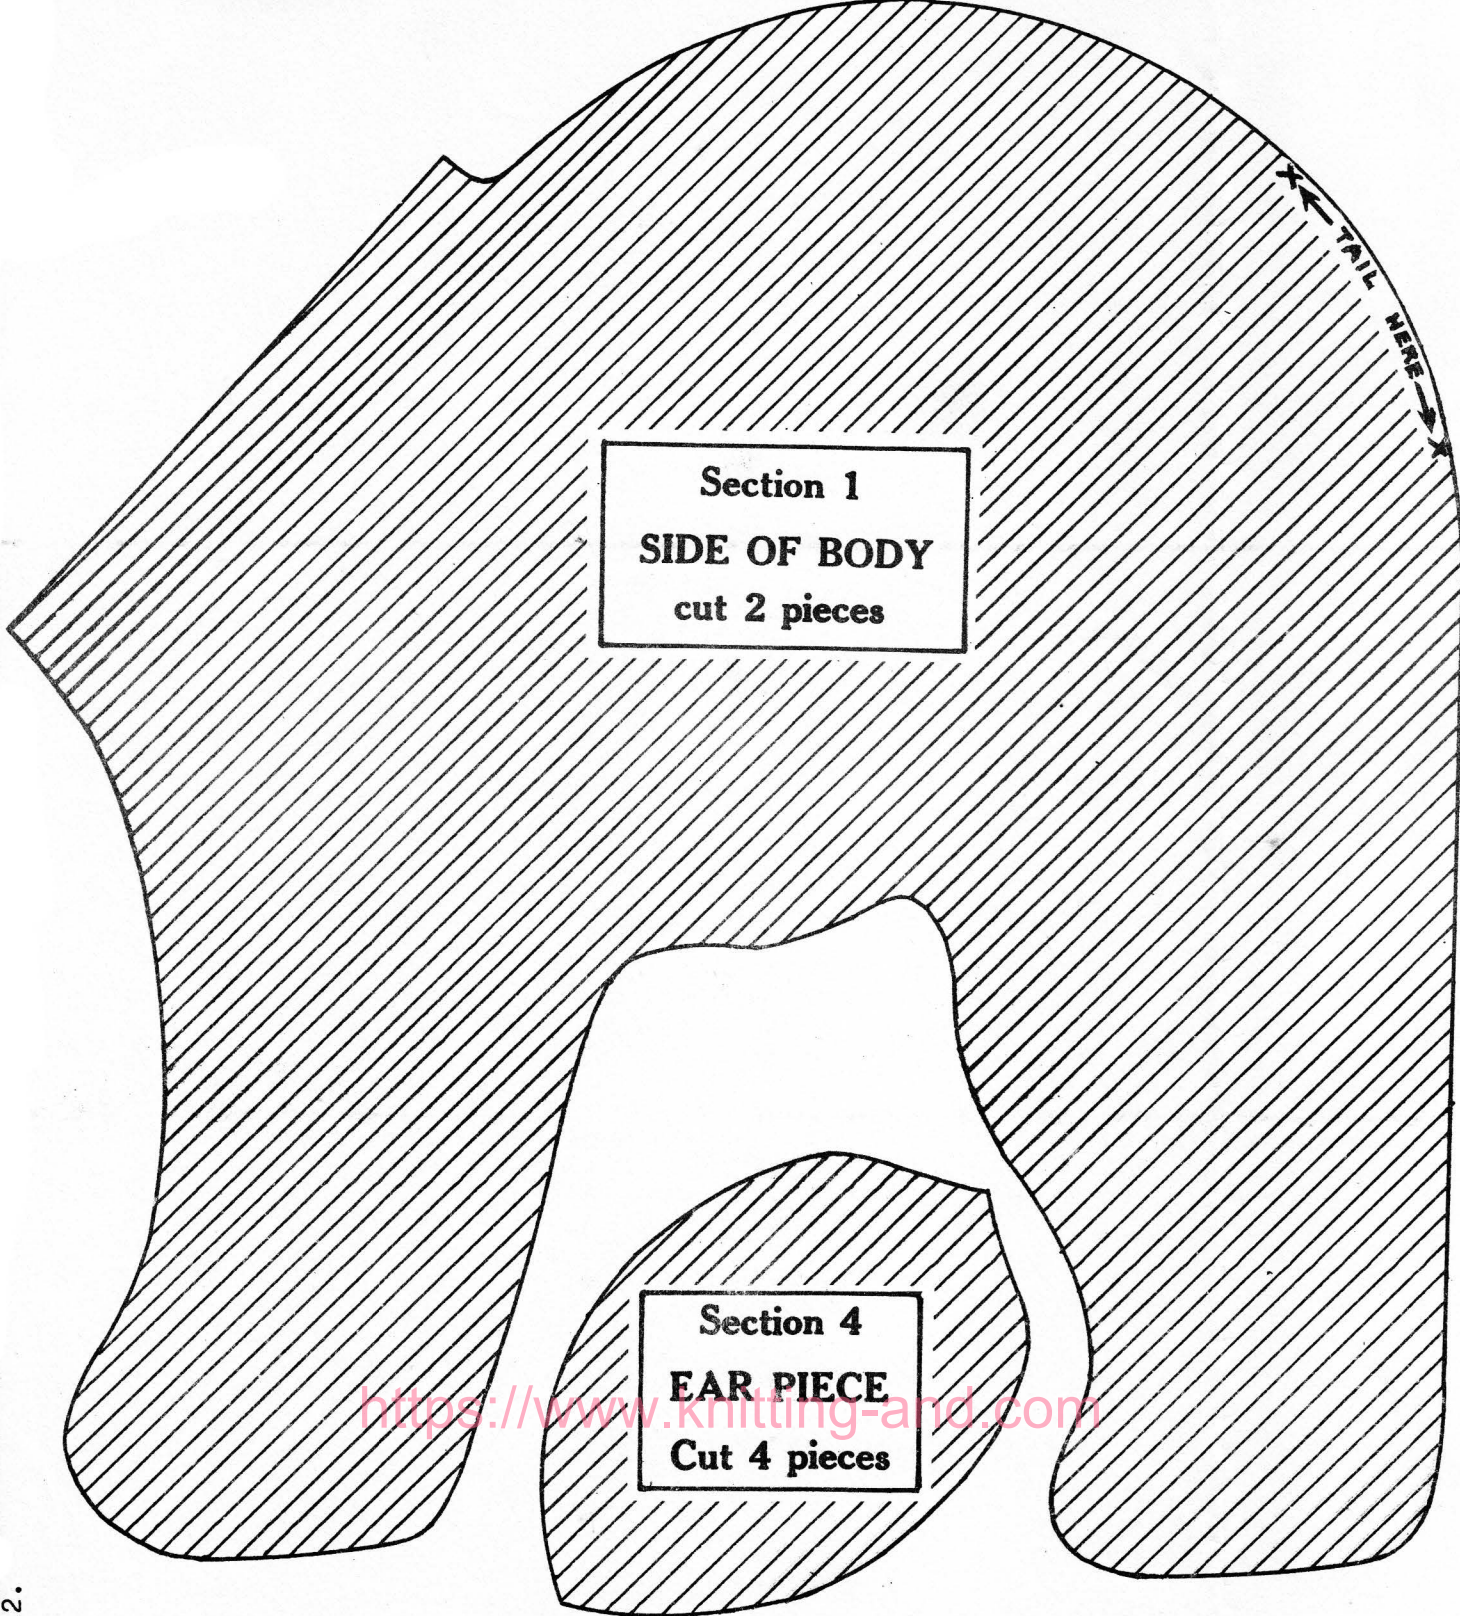 X
TAIL HERE
X
Section 1
SIDE OF BODY
cut 2 pieces
Section 4
EAR PIECE
Cut 4 pieces
https://www.knitting-and.com
2.